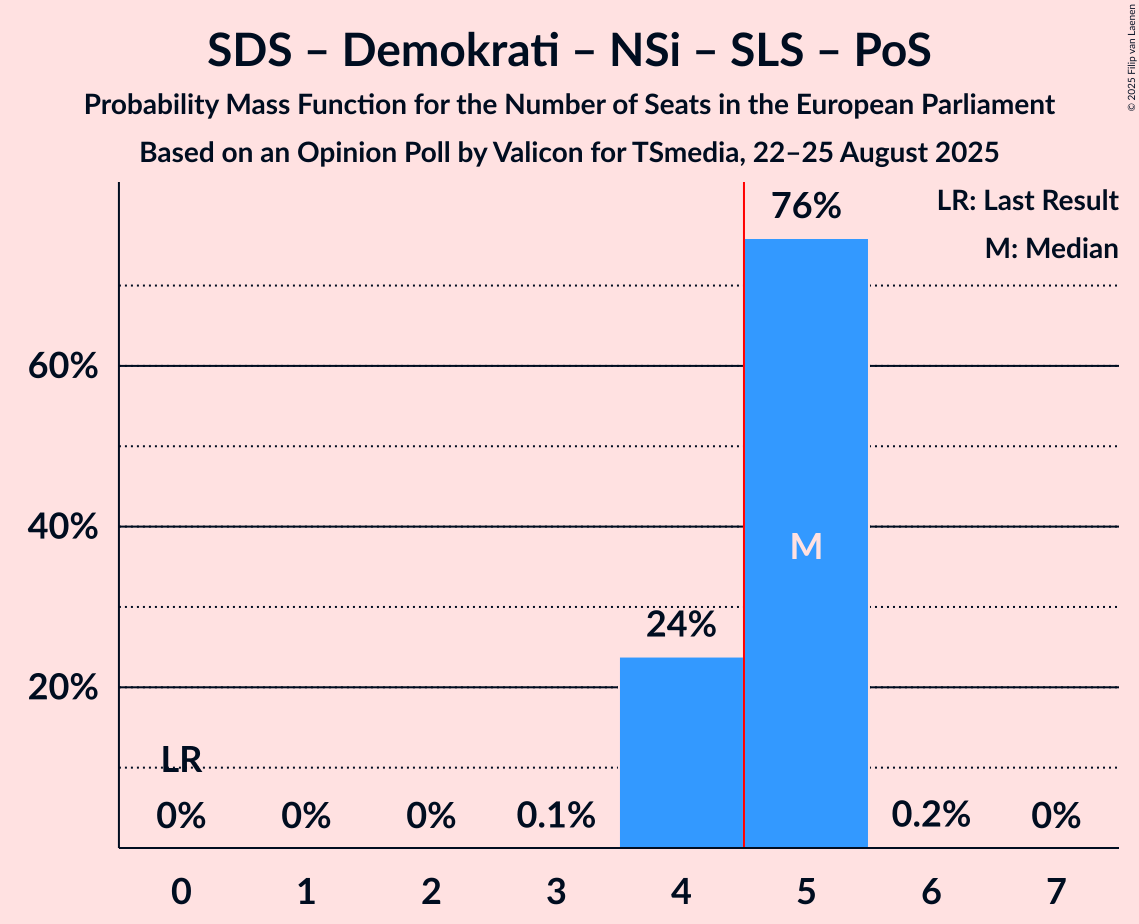 SDS – Demokrati – NSi – SLS – PoS
Probability Mass Function for the Number of Seats in the European Parliament
Based on an Opinion Poll by Valicon for TSmedia, 22–25 August 2025
© 2025 Filip van Laenen
LR: Last Result
M: Median
76%
60%
40%
M
24%
20%
LR
0%
0%
0%
0.1%
0.2%
0%
0 1 2 3 4 5 6 7